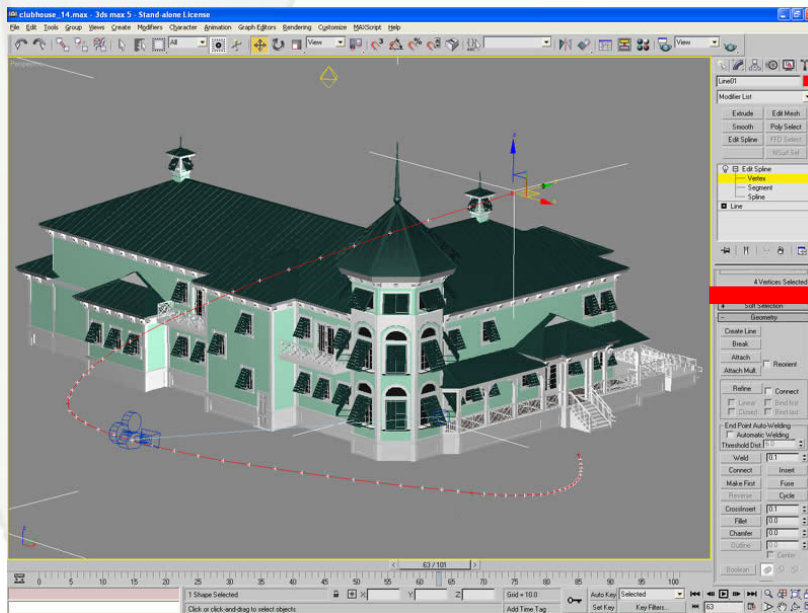 clubhouse_14.max - 3ds max 5 - Stand-alone License
File Edit Tools Group Views Create Modifiers Character Animation Graph Editors Rendering Customize MAXScript Help
All View View
Perspective
Line01
Modifier List
Extrude Edit Mesh
Smooth Poly Select
Edit Spline FFD Select
Edit Spline
Vertex
Segment
Spline
Line
4 Vertices Selected
Soft Selection
Geometry
Create Line
Break
Attach Reorient
Attach Mult.
Refine Connect
Linear Bind first
Closed Bind last
End Point Auto-Welding
Automatic Welding
Threshold Dist
Weld 0.1
Connect Insert
Make First Fuse
Reverse Cycle
CrossInsert 0.1
Fillet 0.0
Chamfer 0.0
Outline 0.0
Center
Boolean
63 / 101
0 5 10 15 20 25 30 35 40 45 50 55 60 65 70 75 80 85 90 95 100
1 Shape Selected X: Y: Z: Grid = 10.0 Auto Key Selected
Click or click-and-drag to select objects Add Time Tag Set Key Key Filters... 63